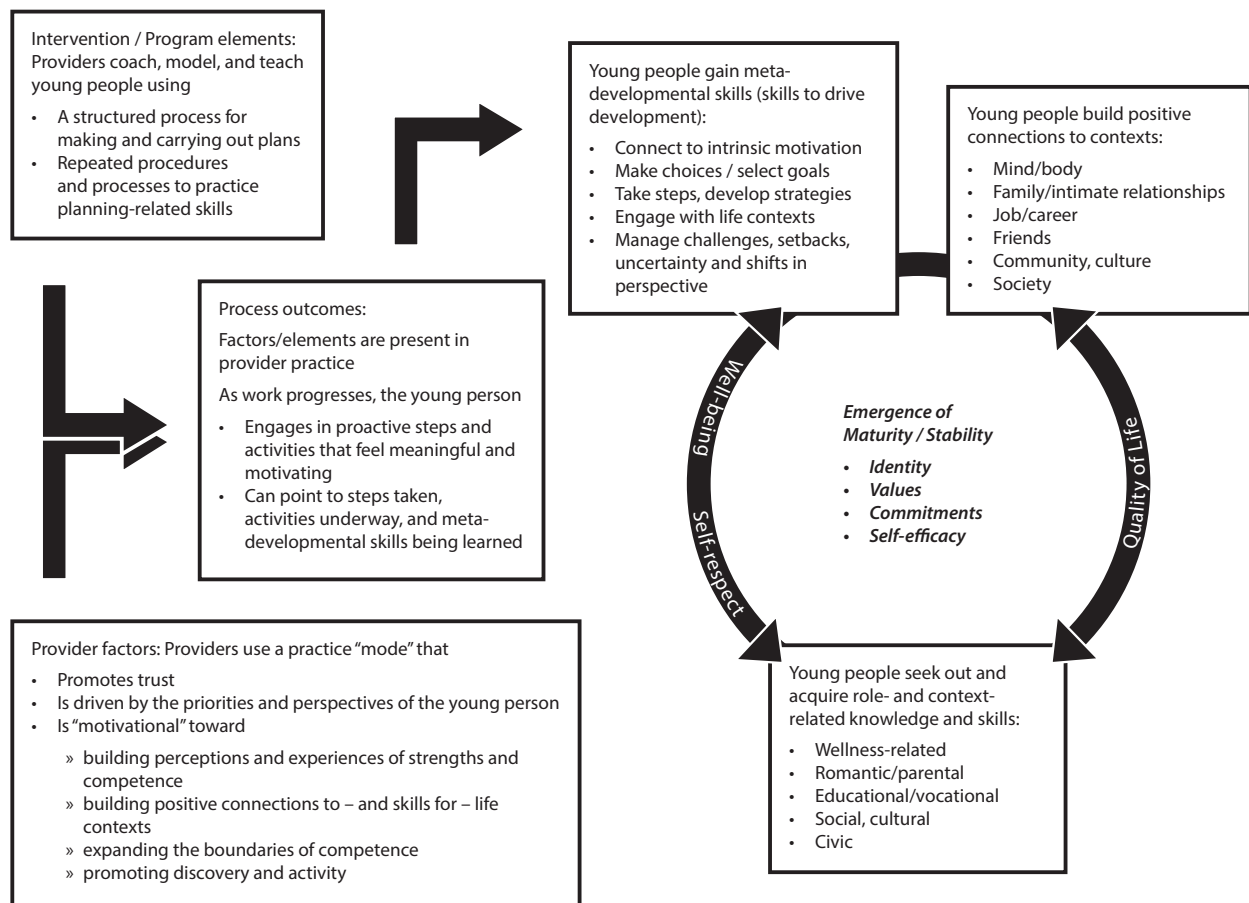 Intervention / Program elements:
Providers coach, model, and teach
young people using
• A structured process for
making and carrying out plans
• Repeated procedures
and processes to practice
planning-related skills
Process outcomes:
Factors/elements are present in
provider practice
As work progresses, the young person
• Engages in proactive steps and
activities that feel meaningful and
motivating
• Can point to steps taken,
activities underway, and meta-
developmental skills being learned
Provider factors: Providers use a practice “mode” that
• Promotes trust
• Is driven by the priorities and perspectives of the young person
• Is “motivational” toward
» building perceptions and experiences of strengths and
competence
» building positive connections to – and skills for – life
contexts
» expanding the boundaries of competence
» promoting discovery and activity
Young people gain meta-
developmental skills (skills to drive
development):
• Connect to intrinsic motivation
• Make choices / select goals
• Take steps, develop strategies
• Engage with life contexts
• Manage challenges, setbacks,
uncertainty and shifts in
perspective
Young people build positive
connections to contexts:
• Mind/body
• Family/intimate relationships
• Job/career
• Friends
• Community, culture
• Society
Well-being
Self-respect
Emergence of
Maturity / Stability
• Identity
• Values
• Commitments
• Self-efficacy
Quality of Life
Young people seek out and
acquire role- and context-
related knowledge and skills:
• Wellness-related
• Romantic/parental
• Educational/vocational
• Social, cultural
• Civic